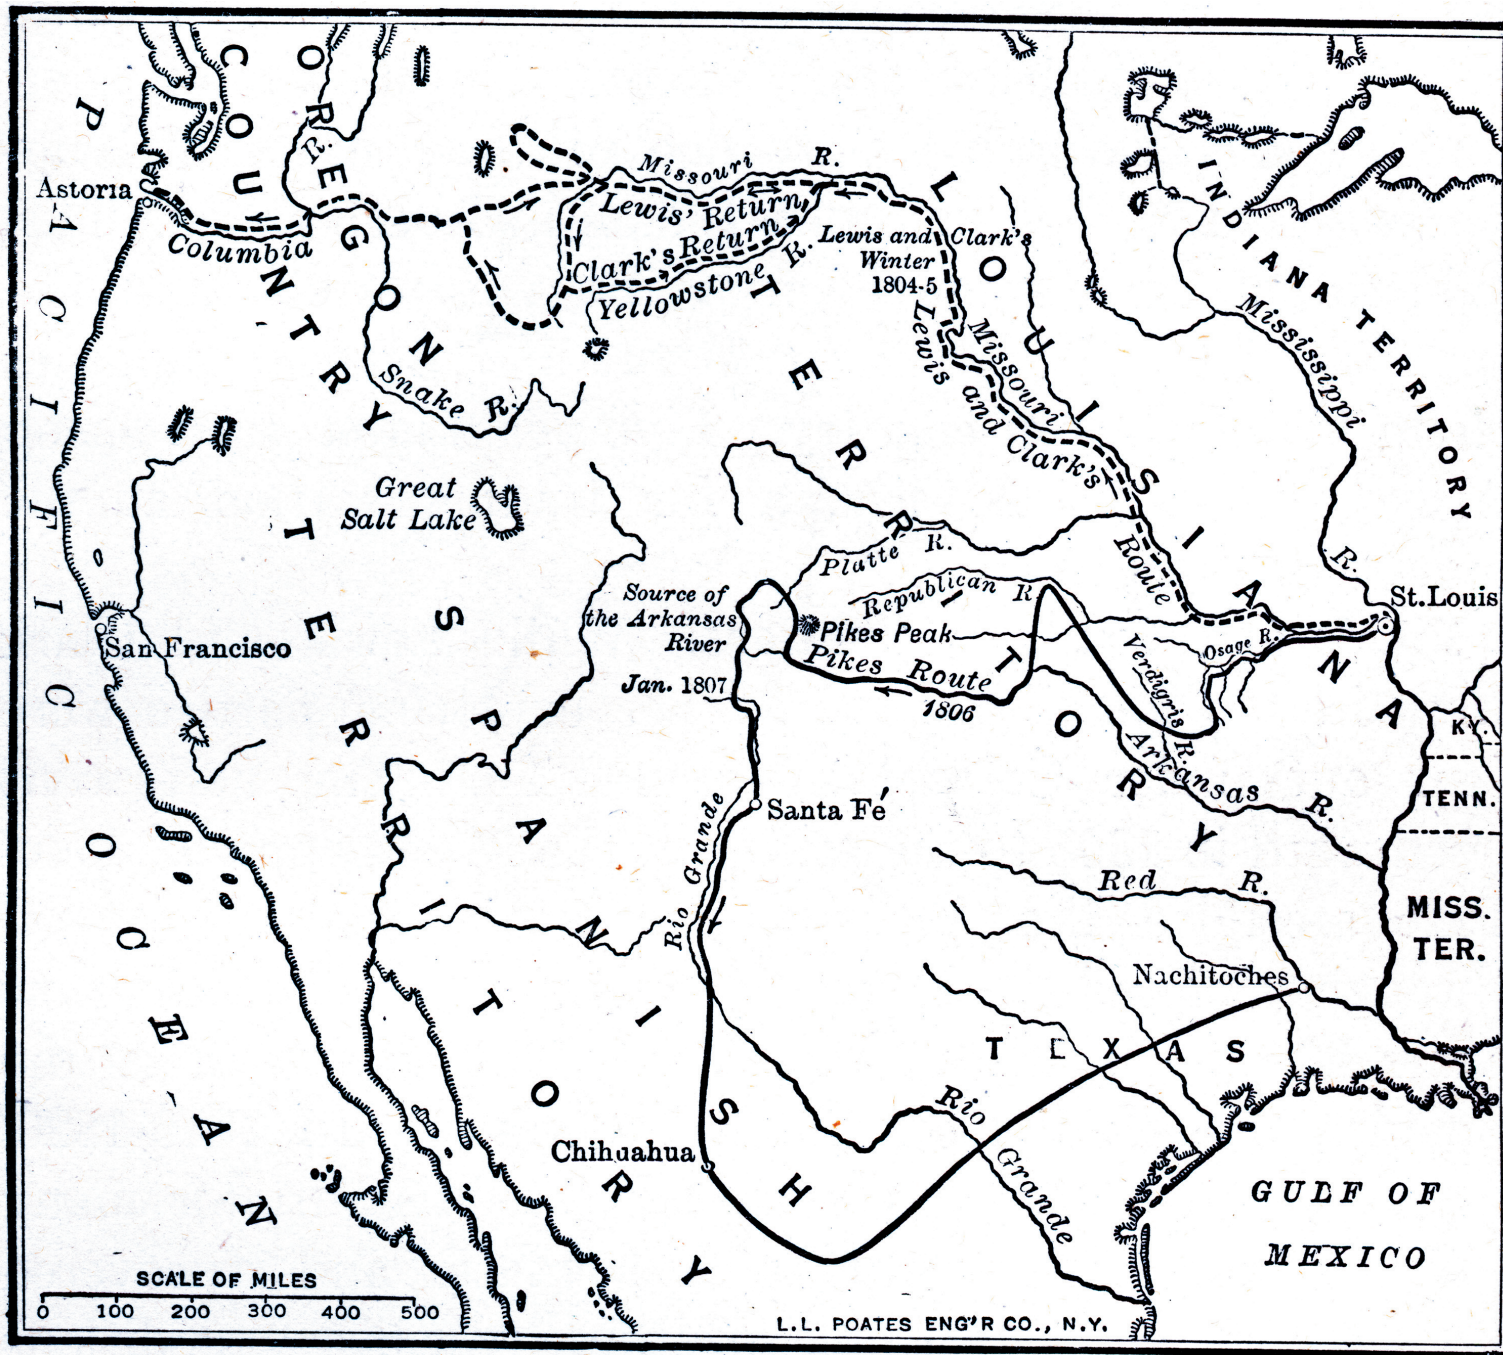 PACIFIC OCEAN
OREGON
COUNTRY
Astoria
Columbia
R.
Missouri R.
Lewis' Return
Clark's Return
Yellowstone R.
Lewis and Clark's
Winter
1804-5
Missouri
Lewis and Clark's Route
LOUISIANA
TERRITORY
INDIANA TERRITORY
Mississippi R.
Snake R.
Great
Salt Lake
Platte R.
Republican R.
Source of
the Arkansas
River
Pikes Peak
Pikes Route
1806
Jan. 1807
Osage R.
Verdigris R.
St. Louis
San Francisco
SPANISH
TERRITORY
Arkansas R.
KY.
TENN.
MISS.
TER.
Santa Fé
Rio Grande
Red R.
Nachitoches
TEXAS
Rio Grande
Chihuahua
GULF OF
MEXICO
SCALE OF MILES
0 100 200 300 400 500
L.L. POATES ENG'R CO., N.Y.